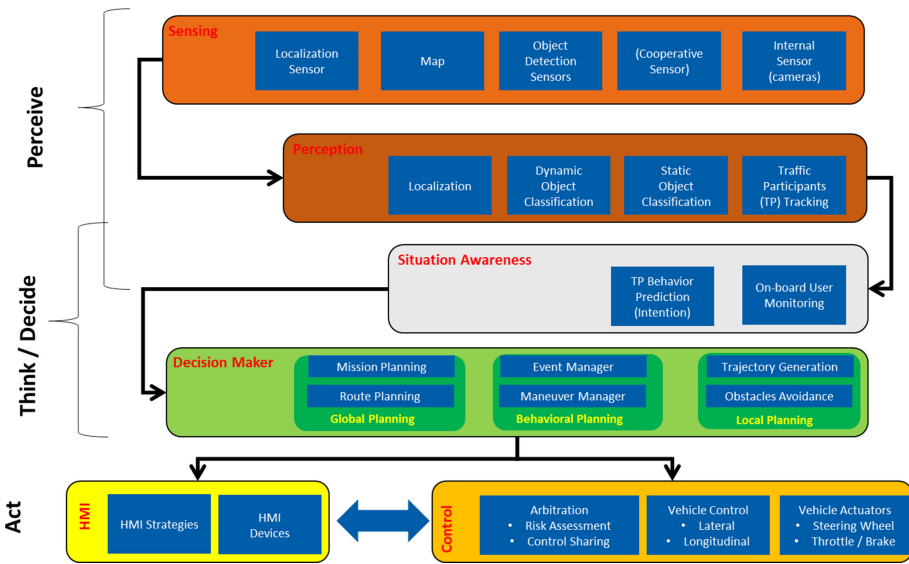 Perceive
Think / Decide
Act
Sensing
Localization
Sensor
Map
Object
Detection
Sensors
(Cooperative
Sensor)
Internal
Sensor
(cameras)
Perception
Localization
Dynamic
Object
Classification
Static
Object
Classification
Traffic
Participants
(TP) Tracking
Situation Awareness
TP Behavior
Prediction
(Intention)
On-board User
Monitoring
Decision Maker
Mission Planning
Route Planning
Global Planning
Event Manager
Maneuver Manager
Behavioral Planning
Trajectory Generation
Obstacles Avoidance
Local Planning
HMI
HMI Strategies
HMI
Devices
Control
Arbitration
• Risk Assessment
• Control Sharing
Vehicle Control
• Lateral
• Longitudinal
Vehicle Actuators
• Steering Wheel
• Throttle / Brake